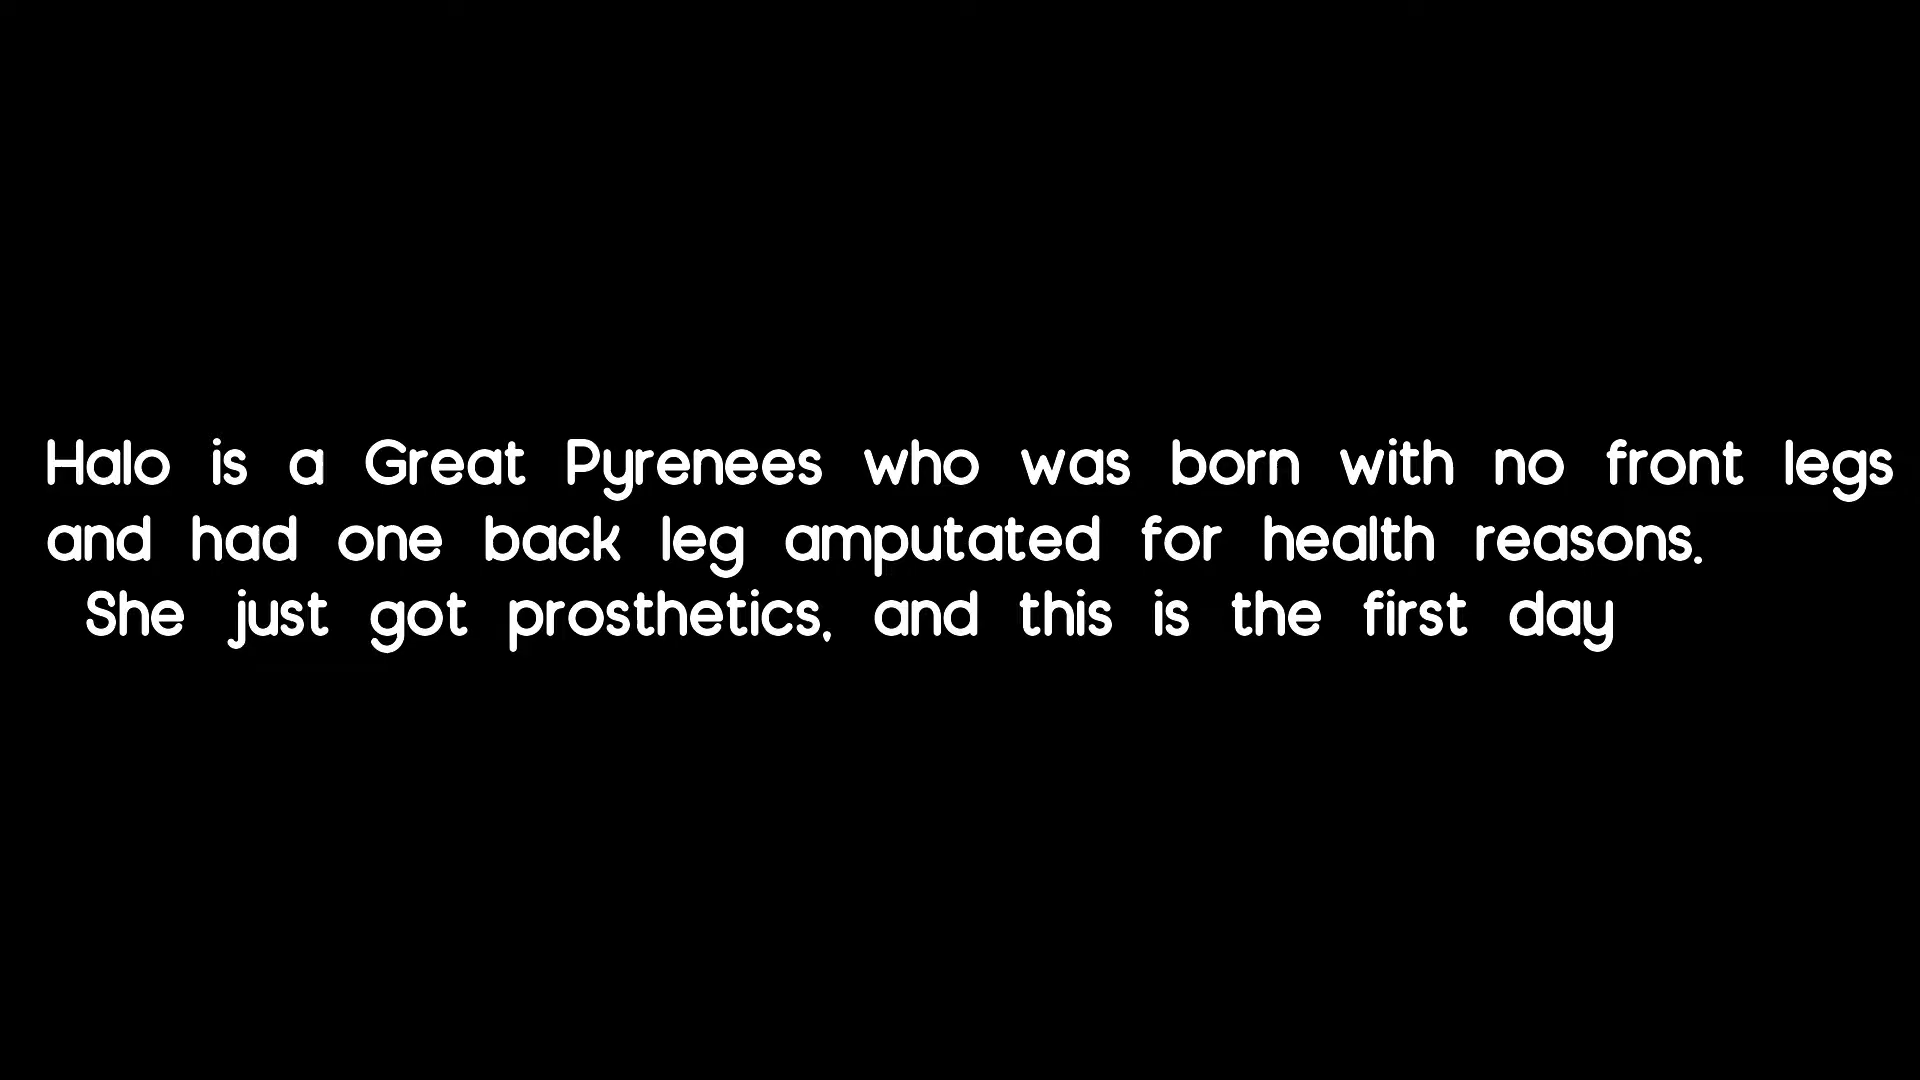 Halo is a Great Pyrenees who was born with no front legs
and had one back leg amputated for health reasons.
She just got prosthetics, and this is the first day